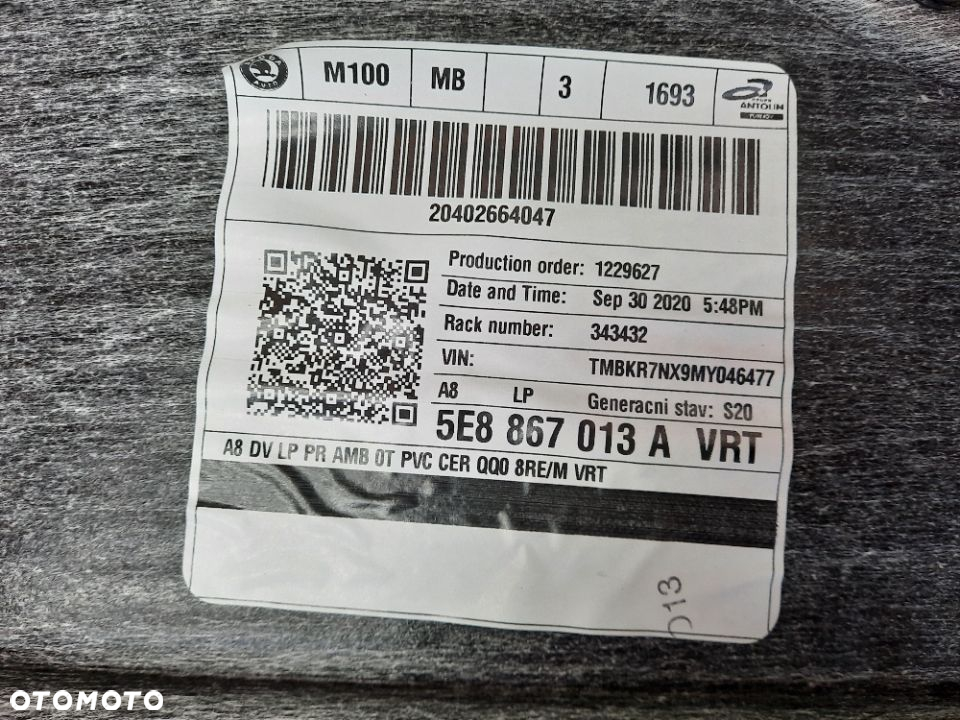 M100 MB 3 1693
ANTOLIN
20402664047
Production order: 1229627
Date and Time: Sep 30 2020 5:48PM
Rack number: 343432
VIN: TMBKR7NX9MY046477
A8 LP Generacni stav: S20
5E8 867 013 A VRT
A8 DV LP PR AMB 0T PVC CER QQ0 8RE/M VRT
013
OTOMOTO